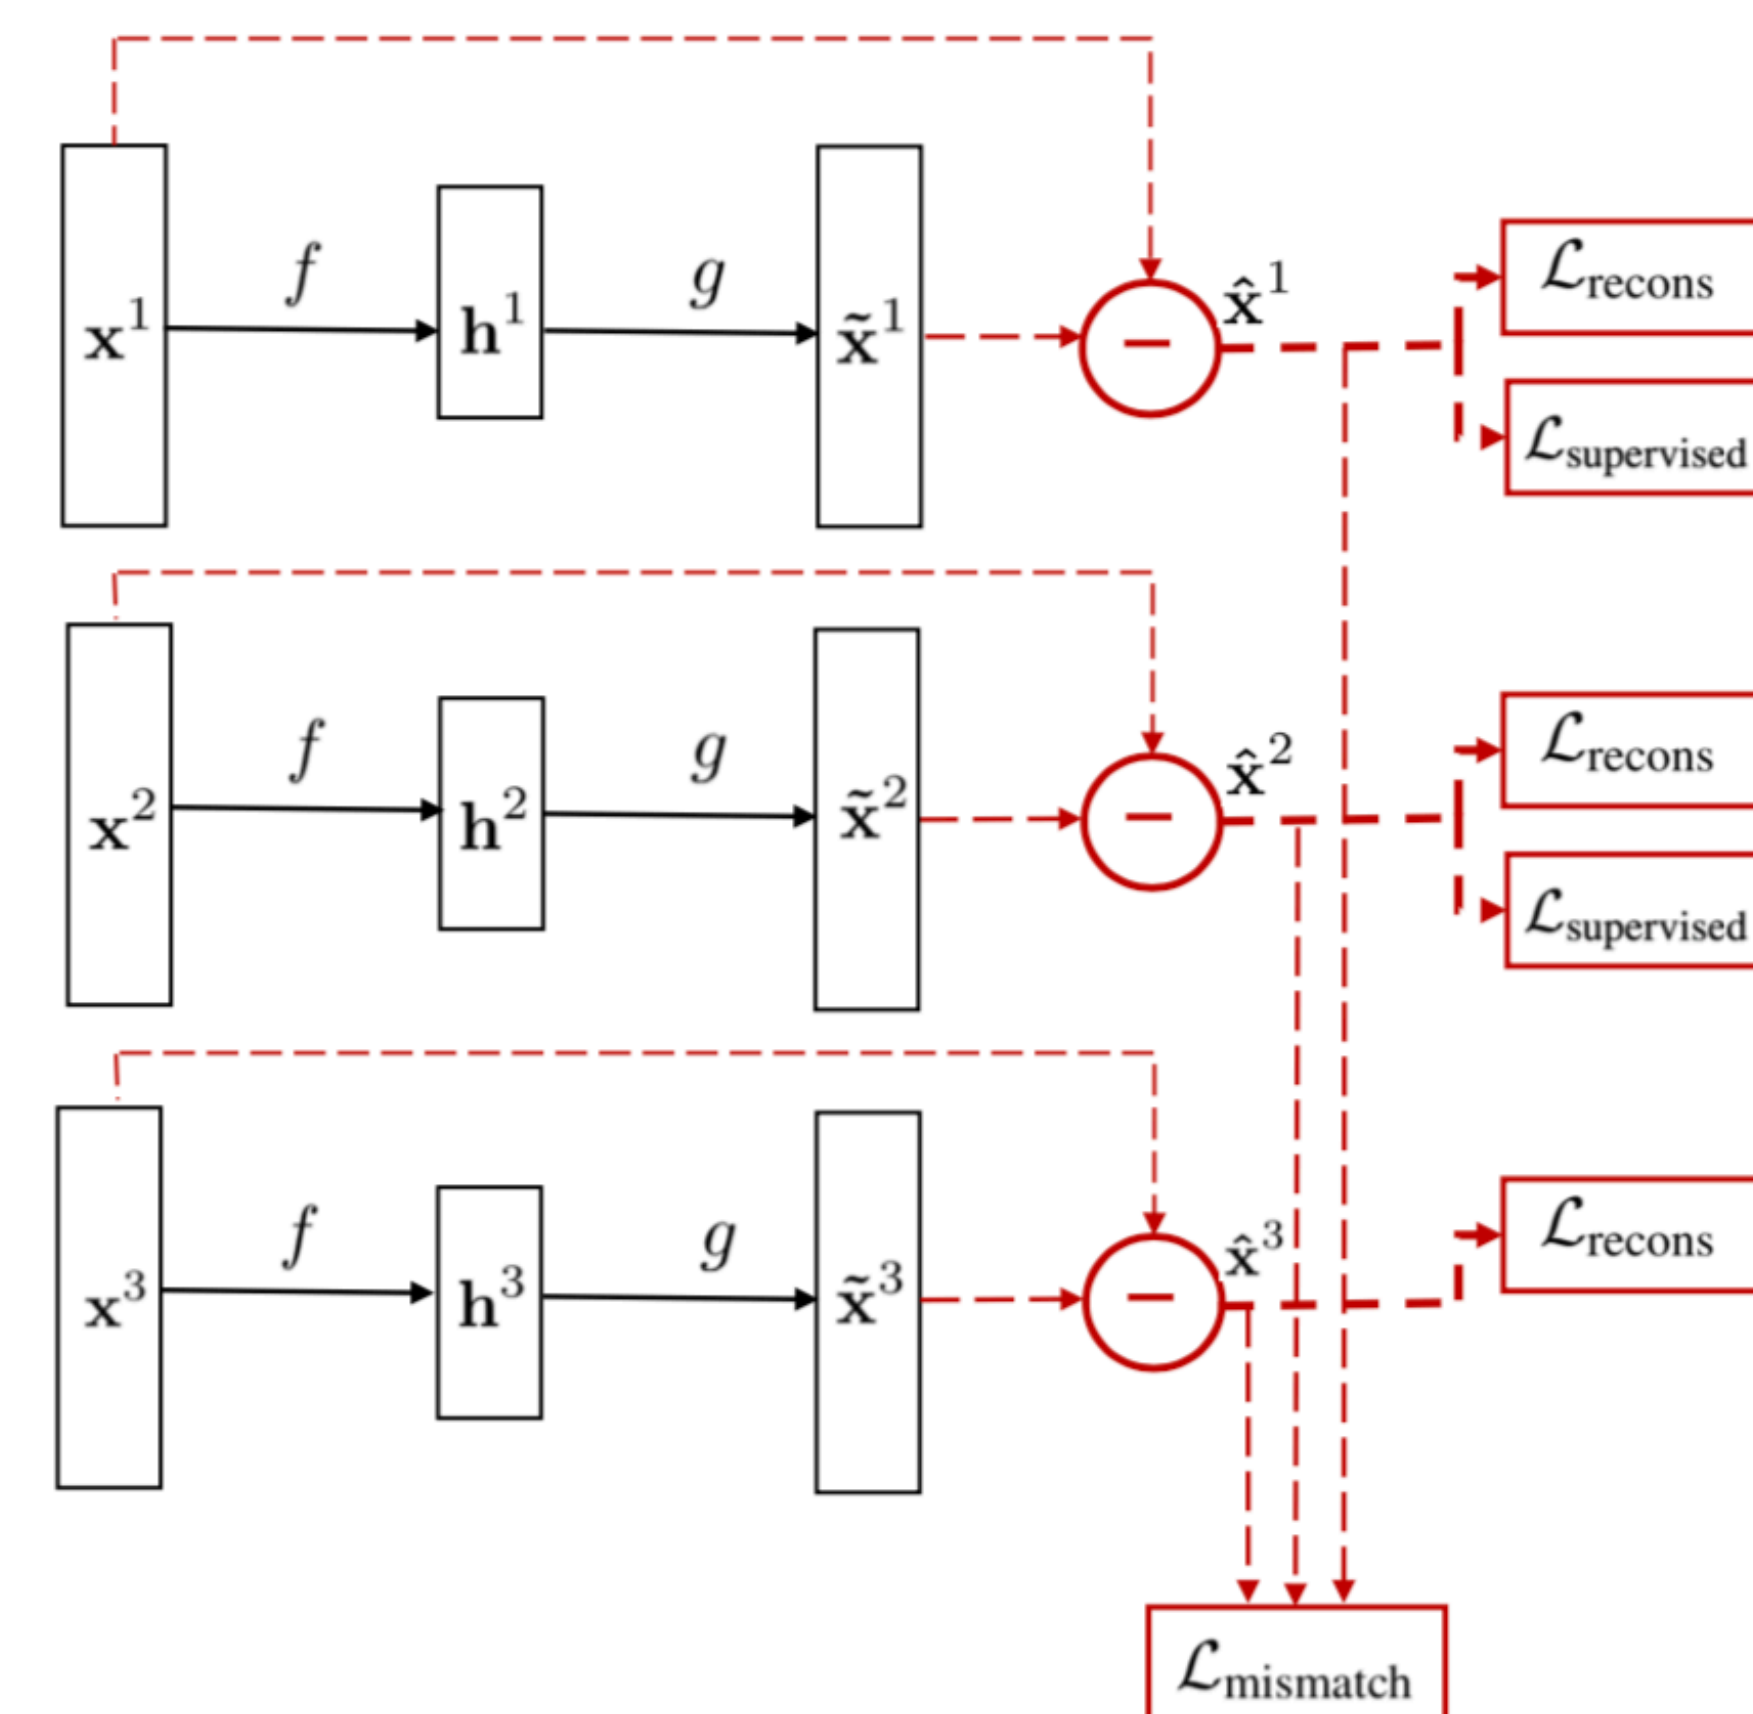 f g x̂¹ ℒrecons
x¹ h¹ x̃¹ −
ℒsupervised
f g x̂² ℒrecons
x² h² x̃² −
ℒsupervised
f g x̂³ ℒrecons
x³ h³ x̃³ −
ℒmismatch